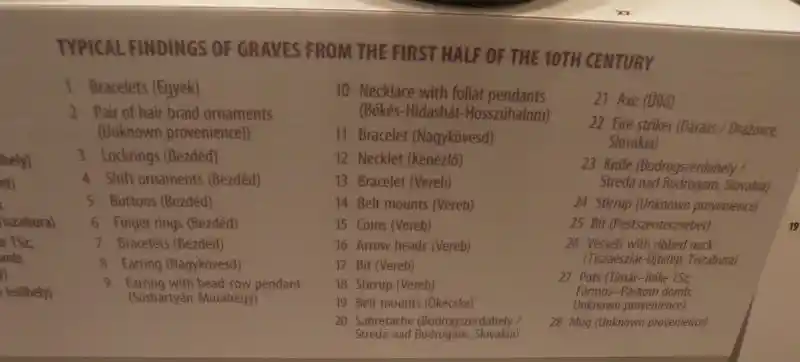 TYPICAL FINDINGS OF GRAVES FROM THE FIRST HALF OF THE 10TH CENTURY
1 Bracelets (Egyek)
2 Pair of hair braid ornaments
(Unknown provenience))
3 Lockrings (Bezdéd)
4 Shift ornaments (Bezdéd)
5 Buttons (Bezdéd)
6 Finger rings (Bezdéd)
7 Bracelets (Bezdéd)
8 Earring (Nagykövesd)
9 Earring with bead row pendant
10 Necklace with foliat pendants
(Békés-Hidashát-Hosszúhalom)
11 Bracelet (Nagykövesd)
12 Necklet (Kenézlő)
13 Bracelet (Vereb)
14 Belt mounts (Vereb)
15 Coins (Vereb)
16 Arrow heads (Vereb)
17 Bit (Vereb)
18 Stirrup (Vereb)
19 Belt mounts (Ökécske)
20 Sabretache (Bodrogszerdahely /
Streda nad Bodrogom, Slovakia)
21 Axe (Üllő)
22 Fire striker (Darázs / Dražovce,
Slovakia)
23 Knife (Bodrogszerdahely /
Streda nad Bodrogom, Slovakia)
24 Stirrup (Unknown provenience)
25 Bit (Pestszenterzsébet)
26 Vessels with ribbed neck
27 Pots
Unknown provenience)
28 Mug (Unknown provenience)
19